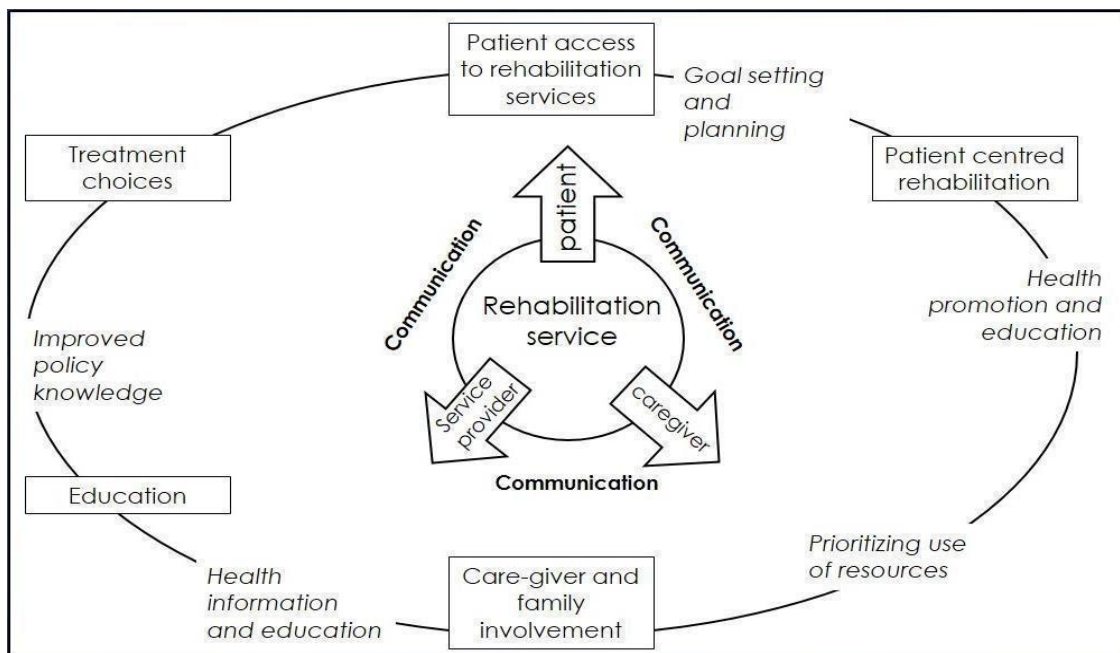 Patient access
to rehabilitation
services
Goal setting
and
planning
Treatment
choices
Patient centred
rehabilitation
patient
Communication
Communication
Rehabilitation
service
Health
promotion and
education
Improved
policy
knowledge
Service
provider
caregiver
Communication
Education
Prioritizing use
of resources
Health
information
and education
Care-giver and
family
involvement